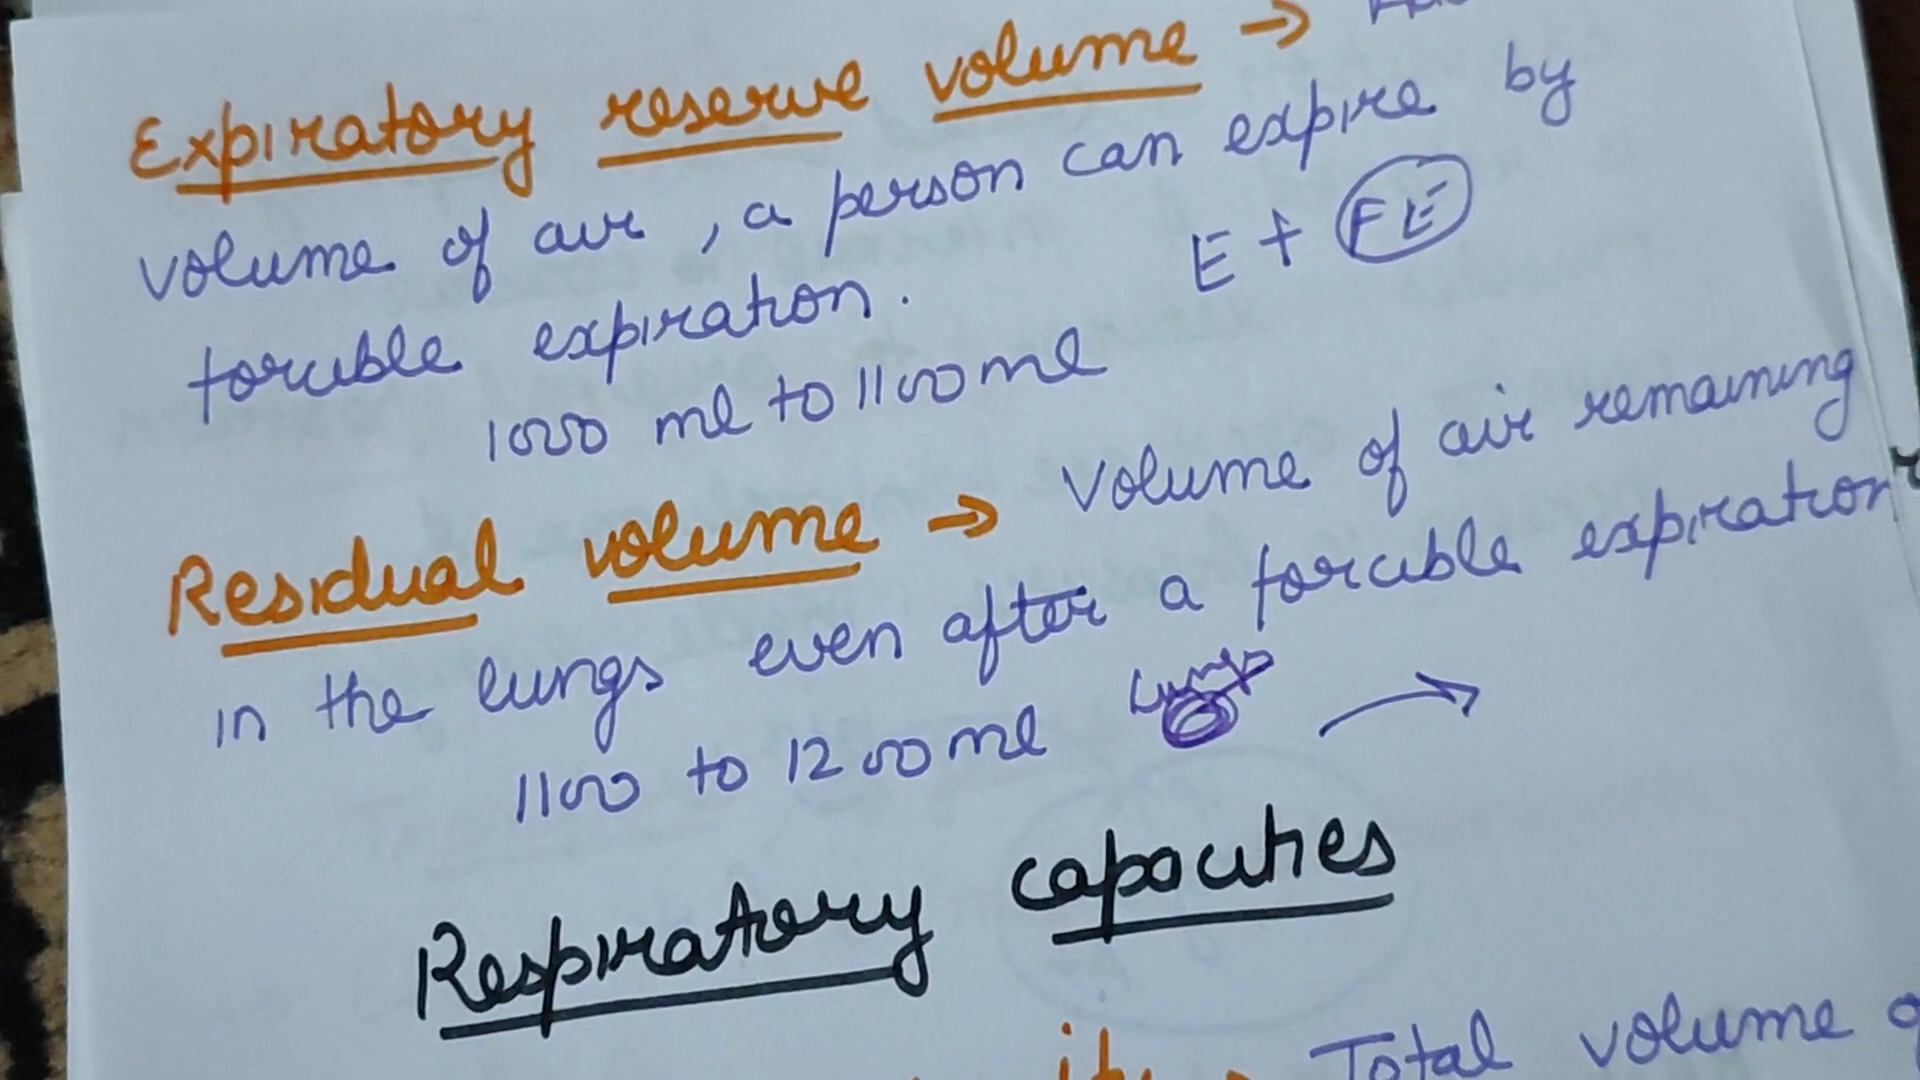 Expiratory reserve volume →
volume of air, a person can expire by
forcible expiration.
E + FE
1000 ml to 1100 ml
Residual volume → Volume of air remaining
in the lungs even after a forcible expiration
1100 to 1200 ml
Lungs
Respiratory capacities
Total volume